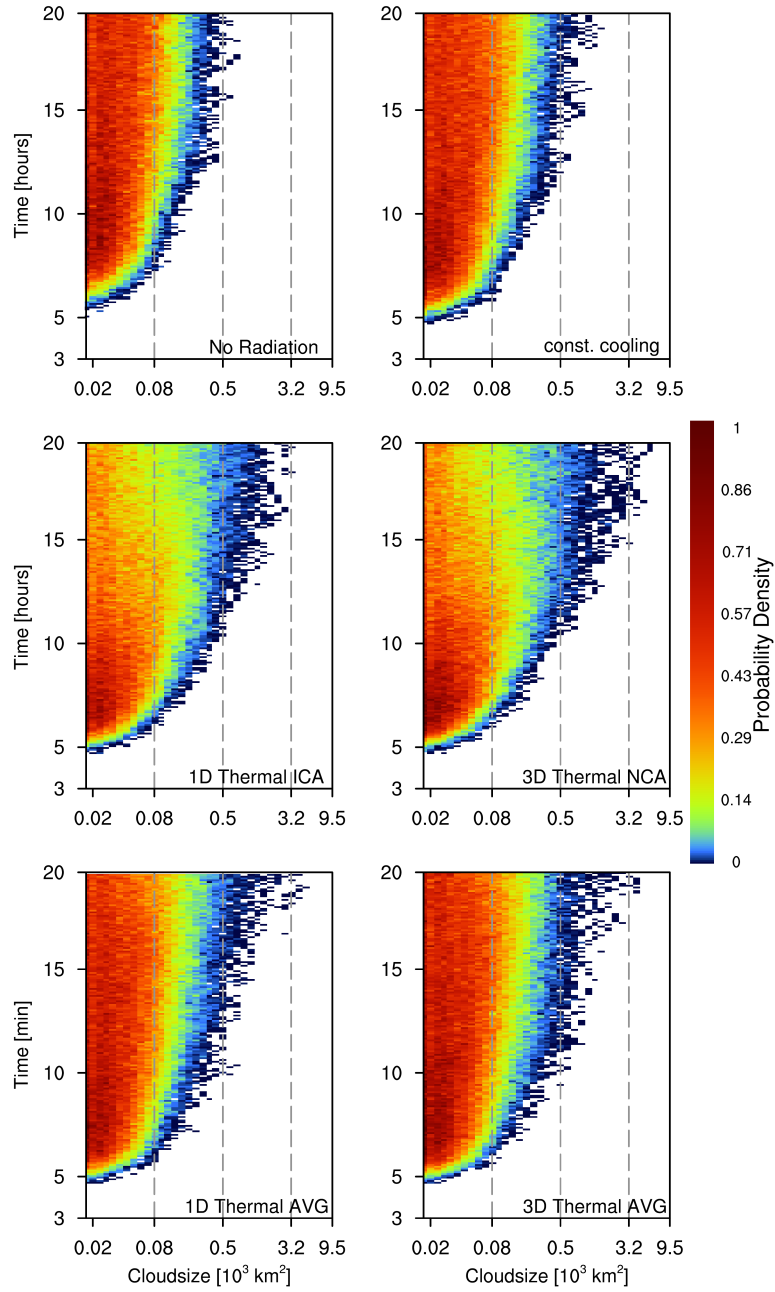 20
15
10
5
3
Time [hours]
No Radiation
0.02 0.08 0.5 3.2 9.5
20
15
10
5
3
const. cooling
0.02 0.08 0.5 3.2 9.5
20
15
10
5
3
Time [hours]
1D Thermal ICA
0.02 0.08 0.5 3.2 9.5
20
15
10
5
3
3D Thermal NCA
0.02 0.08 0.5 3.2 9.5
1
0.86
0.71
0.57
0.43
0.29
0.14
0
Probability Density
20
15
10
5
3
Time [min]
1D Thermal AVG
0.02 0.08 0.5 3.2 9.5
Cloudsize [10³ km²]
20
15
10
5
3
3D Thermal AVG
0.02 0.08 0.5 3.2 9.5
Cloudsize [10³ km²]